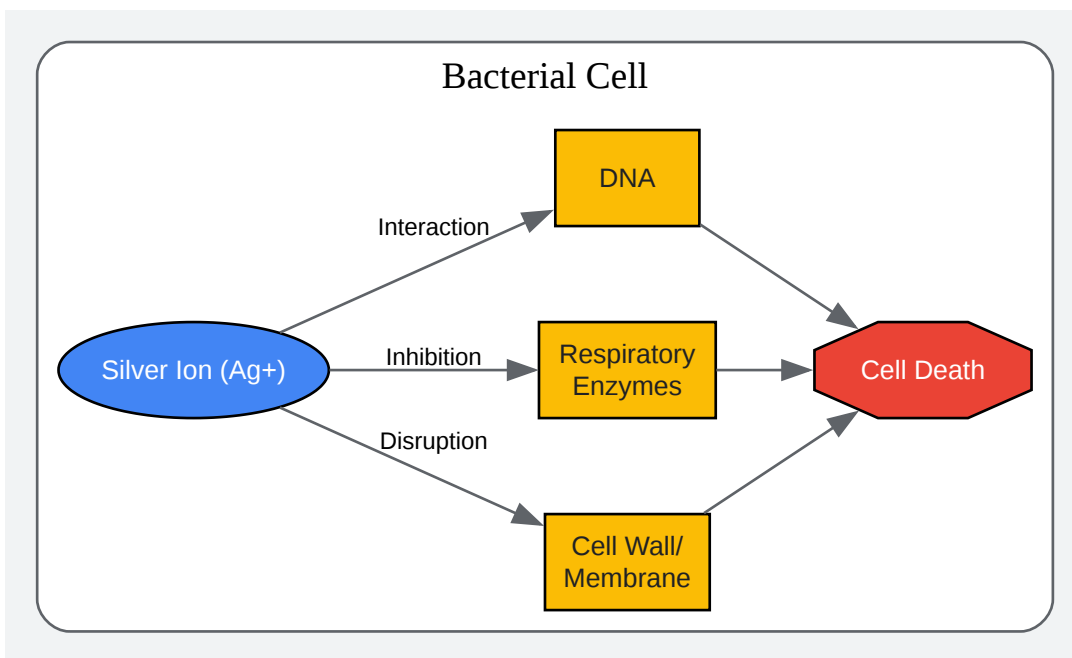 Bacterial Cell
DNA
Interaction
Silver Ion (Ag+)
Inhibition
Respiratory
Enzymes
Cell Death
Disruption
Cell Wall/
Membrane